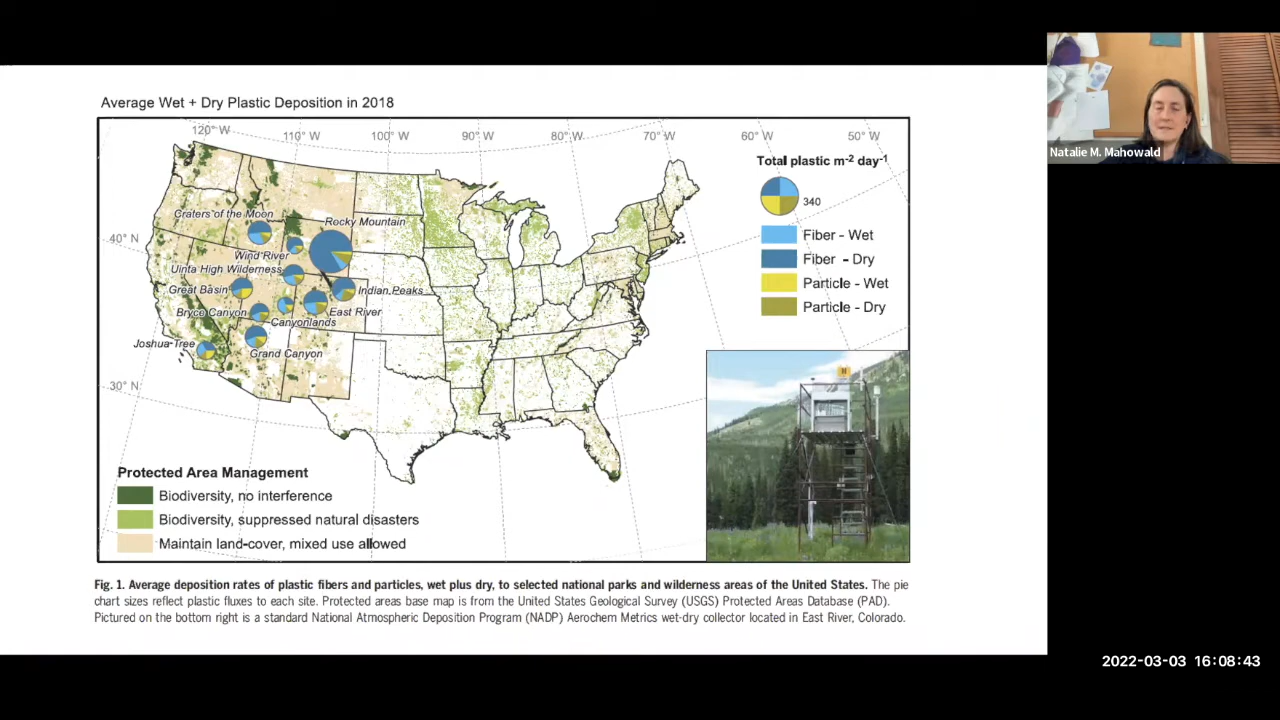 Average Wet + Dry Plastic Deposition in 2018
120° W
110° W
100° W
90° W
80° W
70° W
60° W
50° W
40° N
30° N
Craters of the Moon
Rocky Mountain
Wind River
Uinta High Wilderness
Great Basin
Indian Peaks
Bryce Canyon
East River
Canyonlands
Joshua Tree
Grand Canyon
Total plastic m-2 day-1
340
Fiber - Wet
Fiber - Dry
Particle - Wet
Particle - Dry
Protected Area Management
Biodiversity, no interference
Biodiversity, suppressed natural disasters
Maintain land-cover, mixed use allowed
Fig. 1. Average deposition rates of plastic fibers and particles, wet plus dry, to selected national parks and wilderness areas of the United States. The pie
chart sizes reflect plastic fluxes to each site. Protected areas base map is from the United States Geological Survey (USGS) Protected Areas Database (PAD).
Pictured on the bottom right is a standard National Atmospheric Deposition Program (NADP) Aerochem Metrics wet-dry collector located in East River, Colorado.
Natalie M. Mahowald
2022-03-03 16:08:43